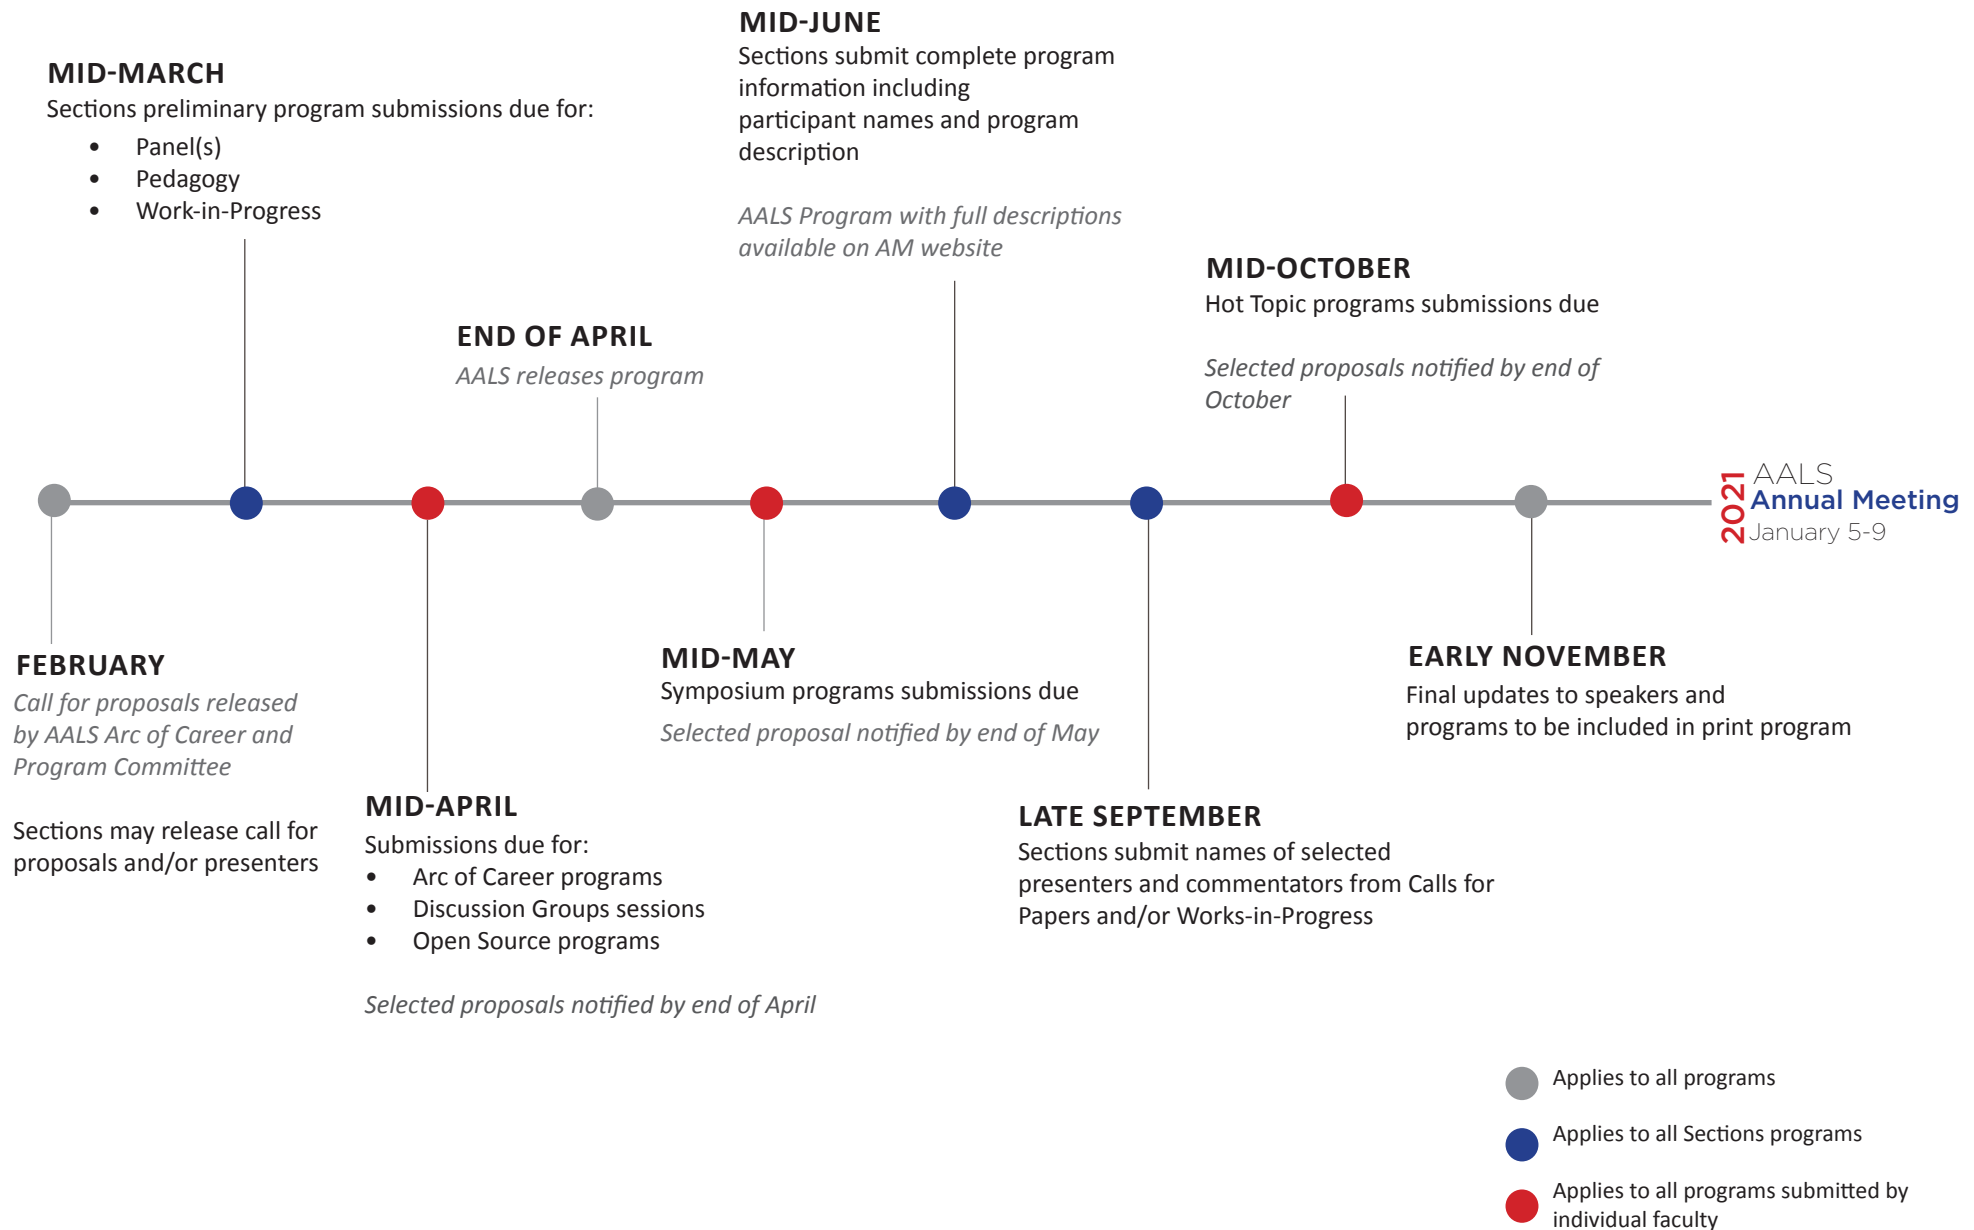 MID-MARCH
Sections preliminary program submissions due for:
• Panel(s)
• Pedagogy
• Work-in-Progress
END OF APRIL
AALS releases program
MID-JUNE
Sections submit complete program
information including
participant names and program
description
AALS Program with full descriptions
available on AM website
MID-OCTOBER
Hot Topic programs submissions due
Selected proposals notified by end of
October
2021
AALS
Annual Meeting
January 5-9
FEBRUARY
Call for proposals released
by AALS Arc of Career and
Program Committee
Sections may release call for
proposals and/or presenters
MID-APRIL
Submissions due for:
• Arc of Career programs
• Discussion Groups sessions
• Open Source programs
Selected proposals notified by end of April
MID-MAY
Symposium programs submissions due
Selected proposal notified by end of May
LATE SEPTEMBER
Sections submit names of selected
presenters and commentators from Calls for
Papers and/or Works-in-Progress
EARLY NOVEMBER
Final updates to speakers and
programs to be included in print program
Applies to all programs
Applies to all Sections programs
Applies to all programs submitted by
individual faculty